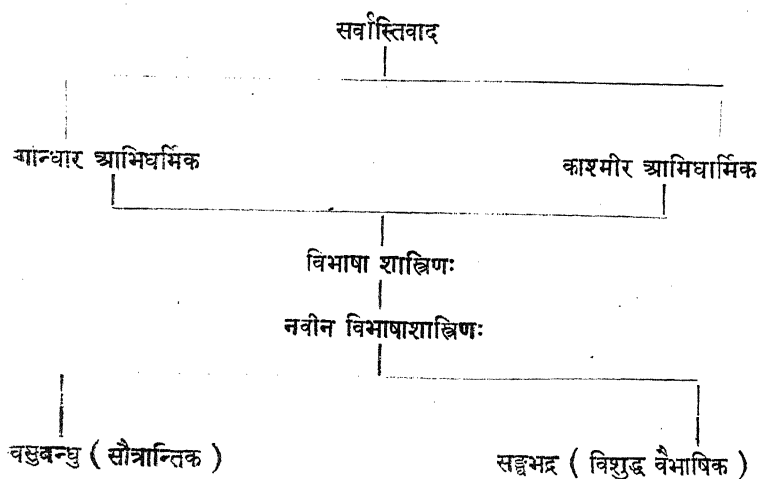 सर्वास्तिवाद
गान्धार आभिधर्मिक
काश्मीर आभिधार्मिक
विभाषा शास्त्रिणः
नवीन विभाषाशास्त्रिणः
वसुबन्धु ( सौत्रान्तिक )
सङ्घभद्र ( विशुद्ध वैभाषिक )